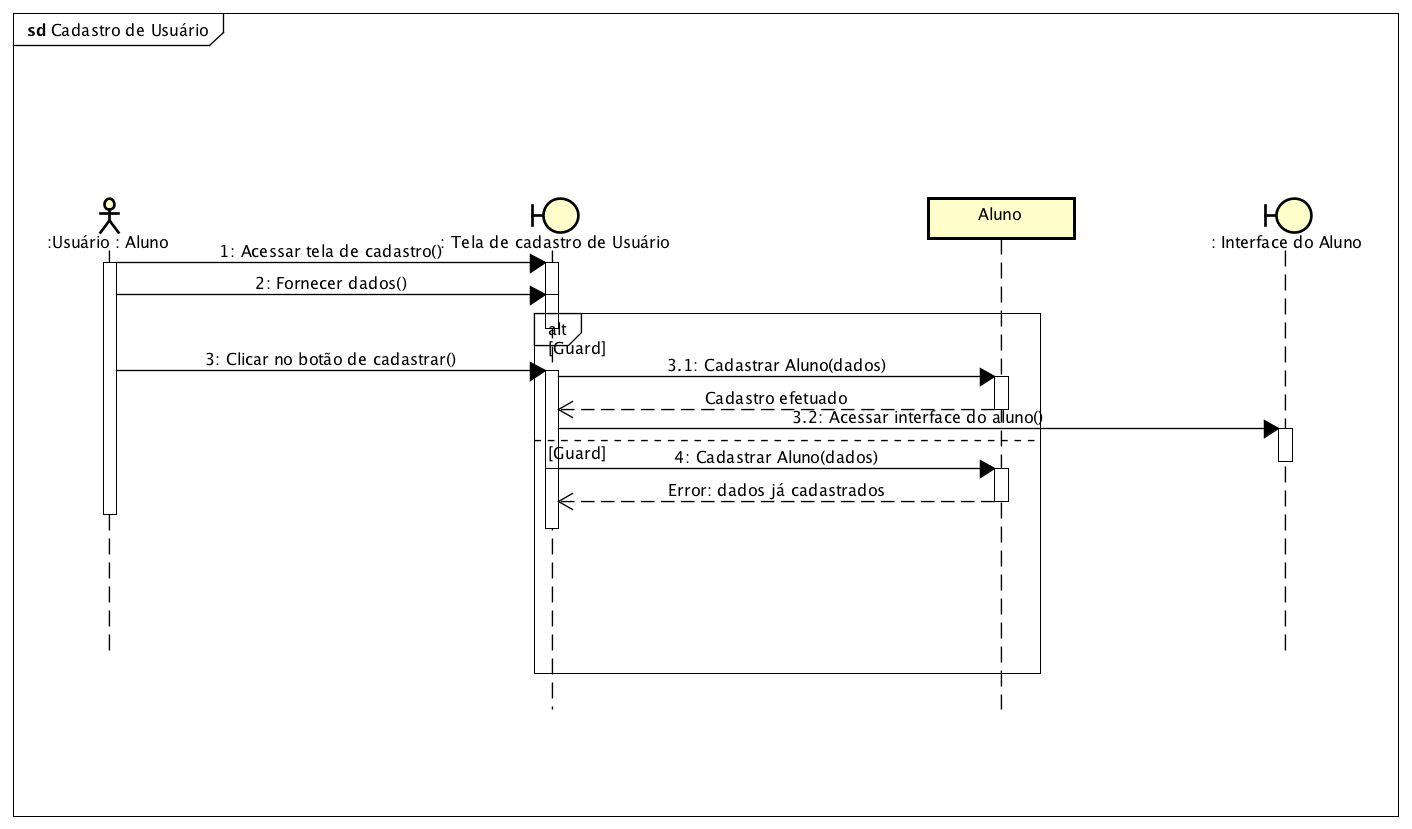 sd Cadastro de Usuário
:Usuário : Aluno
: Tela de cadastro de Usuário
Aluno
: Interface do Aluno
1: Acessar tela de cadastro()
2: Fornecer dados()
alt
[Guard]
3: Clicar no botão de cadastrar()
3.1: Cadastrar Aluno(dados)
Cadastro efetuado
3.2: Acessar interface do aluno()
[Guard]
4: Cadastrar Aluno(dados)
Error: dados já cadastrados